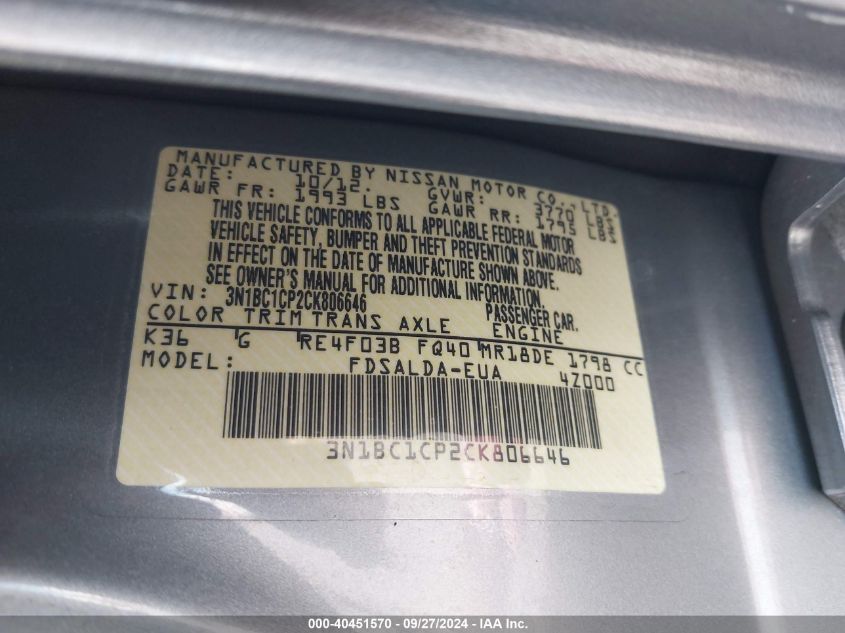 MANUFACTURED BY NISSAN MOTOR CO., LTD.
DATE: 10/12. GVWR: 3770 LBS
GAWR FR: 1993 LBS GAWR RR: 1795 LBS
THIS VEHICLE CONFORMS TO ALL APPLICABLE FEDERAL MOTOR
VEHICLE SAFETY, BUMPER AND THEFT PREVENTION STANDARDS
IN EFFECT ON THE DATE OF MANUFACTURE SHOWN ABOVE.
SEE OWNER'S MANUAL FOR ADDITIONAL INFORMATION.
VIN: 3N1BC1CP2CK806646 PASSENGER CAR.
COLOR TRIM TRANS AXLE ENGINE
K36 G RE4F03B FQ40 MR18DE 1798 CC
MODEL: FDSALDA-EUA 4Z000
3N1BC1CP2CK806646
000-40451570 - 09/27/2024 - IAA Inc.